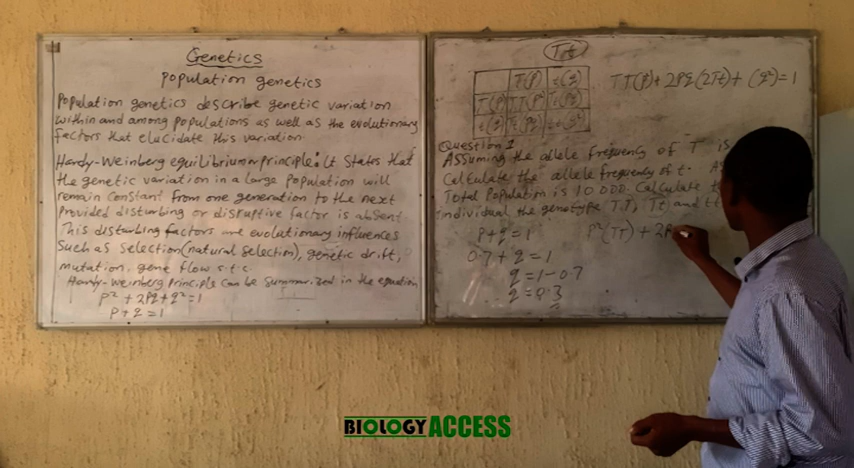 Genetics
Population genetics
Population genetics describe genetic variation
within and among populations as well as the evolutionary
factors that elucidate this variation.
Hardy-Weinberg equilibrium principle: It states that
the genetic variation in a large population will
remain constant from one generation to the next
provided disturbing or disruptive factor is absent
This disturbing factors are evolutionary influences
such as selection (natural selection), genetic drift,
mutation, gene flow e.t.c.
Hardy-Weinberg principle can be summarized in the equation
p² + 2pq + q² = 1
p + q = 1
Trt
T(p) t(q)
T(p) TT(p² Tt(pq)
t(q) Tt(pq) tt(q²)
TT(p) + 2pq(2Tt) + (q²) = 1
Question 1
Assuming the allele frequency of T is
Calculate the allele frequency of t.
Total population is 10 000. Calculate
individual the genotype TT, Tt and tt
p + q = 1
0.7 + q = 1
q = 1 - 0.7
q = 0.3
p²(TT) + 2p
BIOLOGY ACCESS